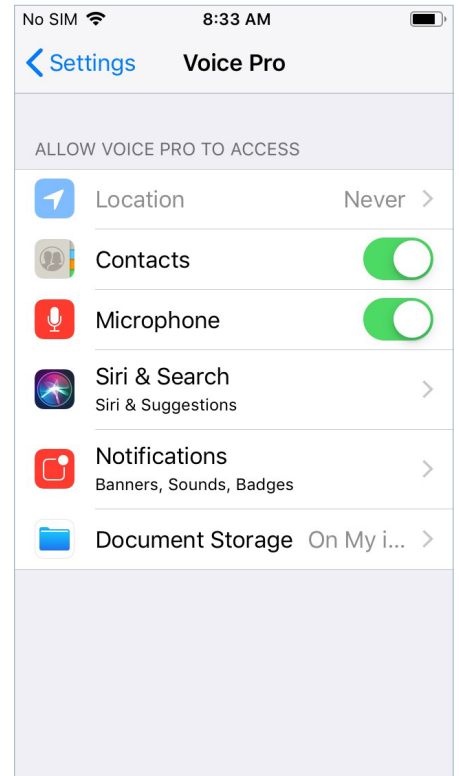 No SIM 8:33 AM
Settings Voice Pro
ALLOW VOICE PRO TO ACCESS
Location Never
Contacts
Microphone
Siri & Search
Siri & Suggestions
Notifications
Banners, Sounds, Badges
Document Storage On My i...